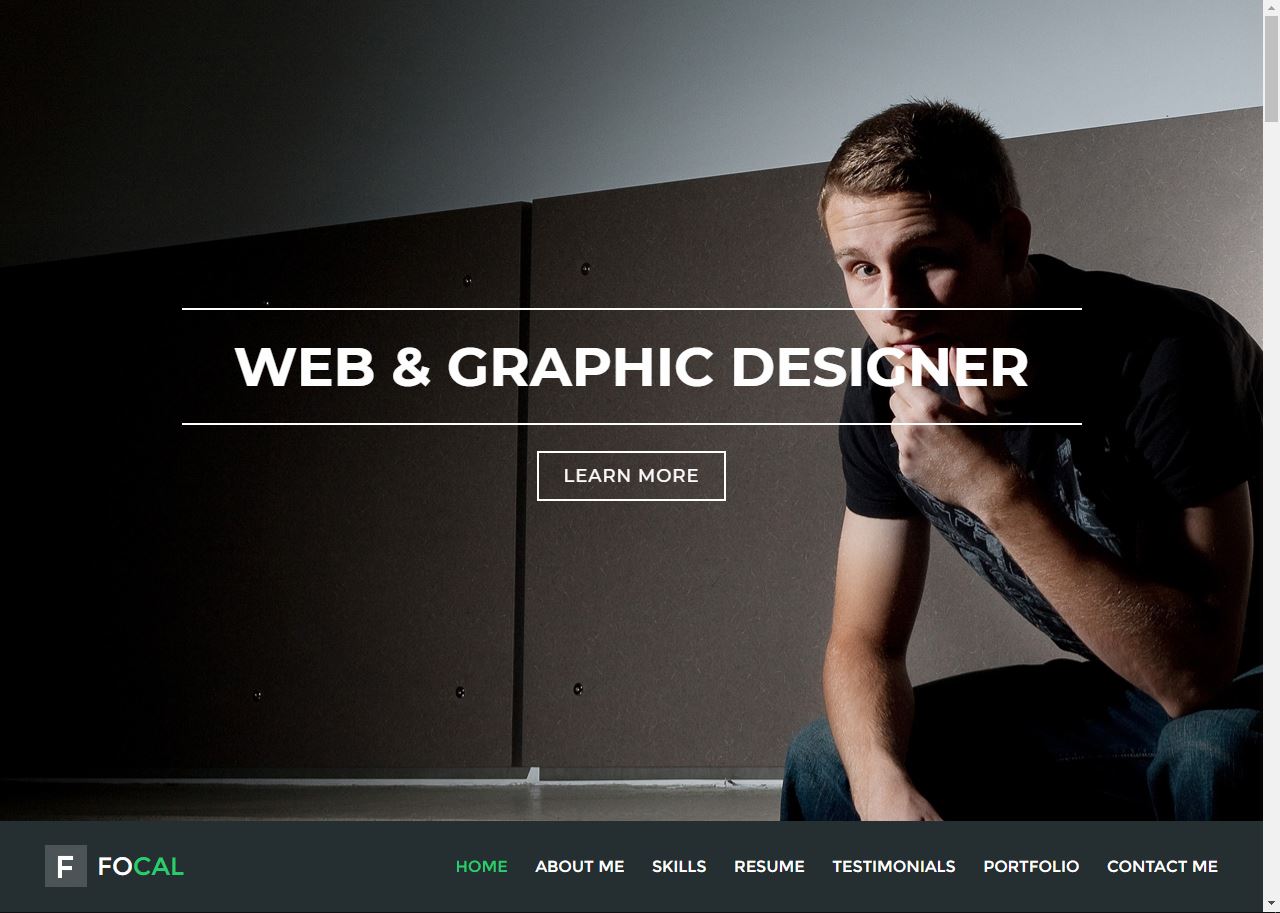 WEB & GRAPHIC DESIGNER
LEARN MORE
F FOCAL HOME ABOUT ME SKILLS RESUME TESTIMONIALS PORTFOLIO CONTACT ME